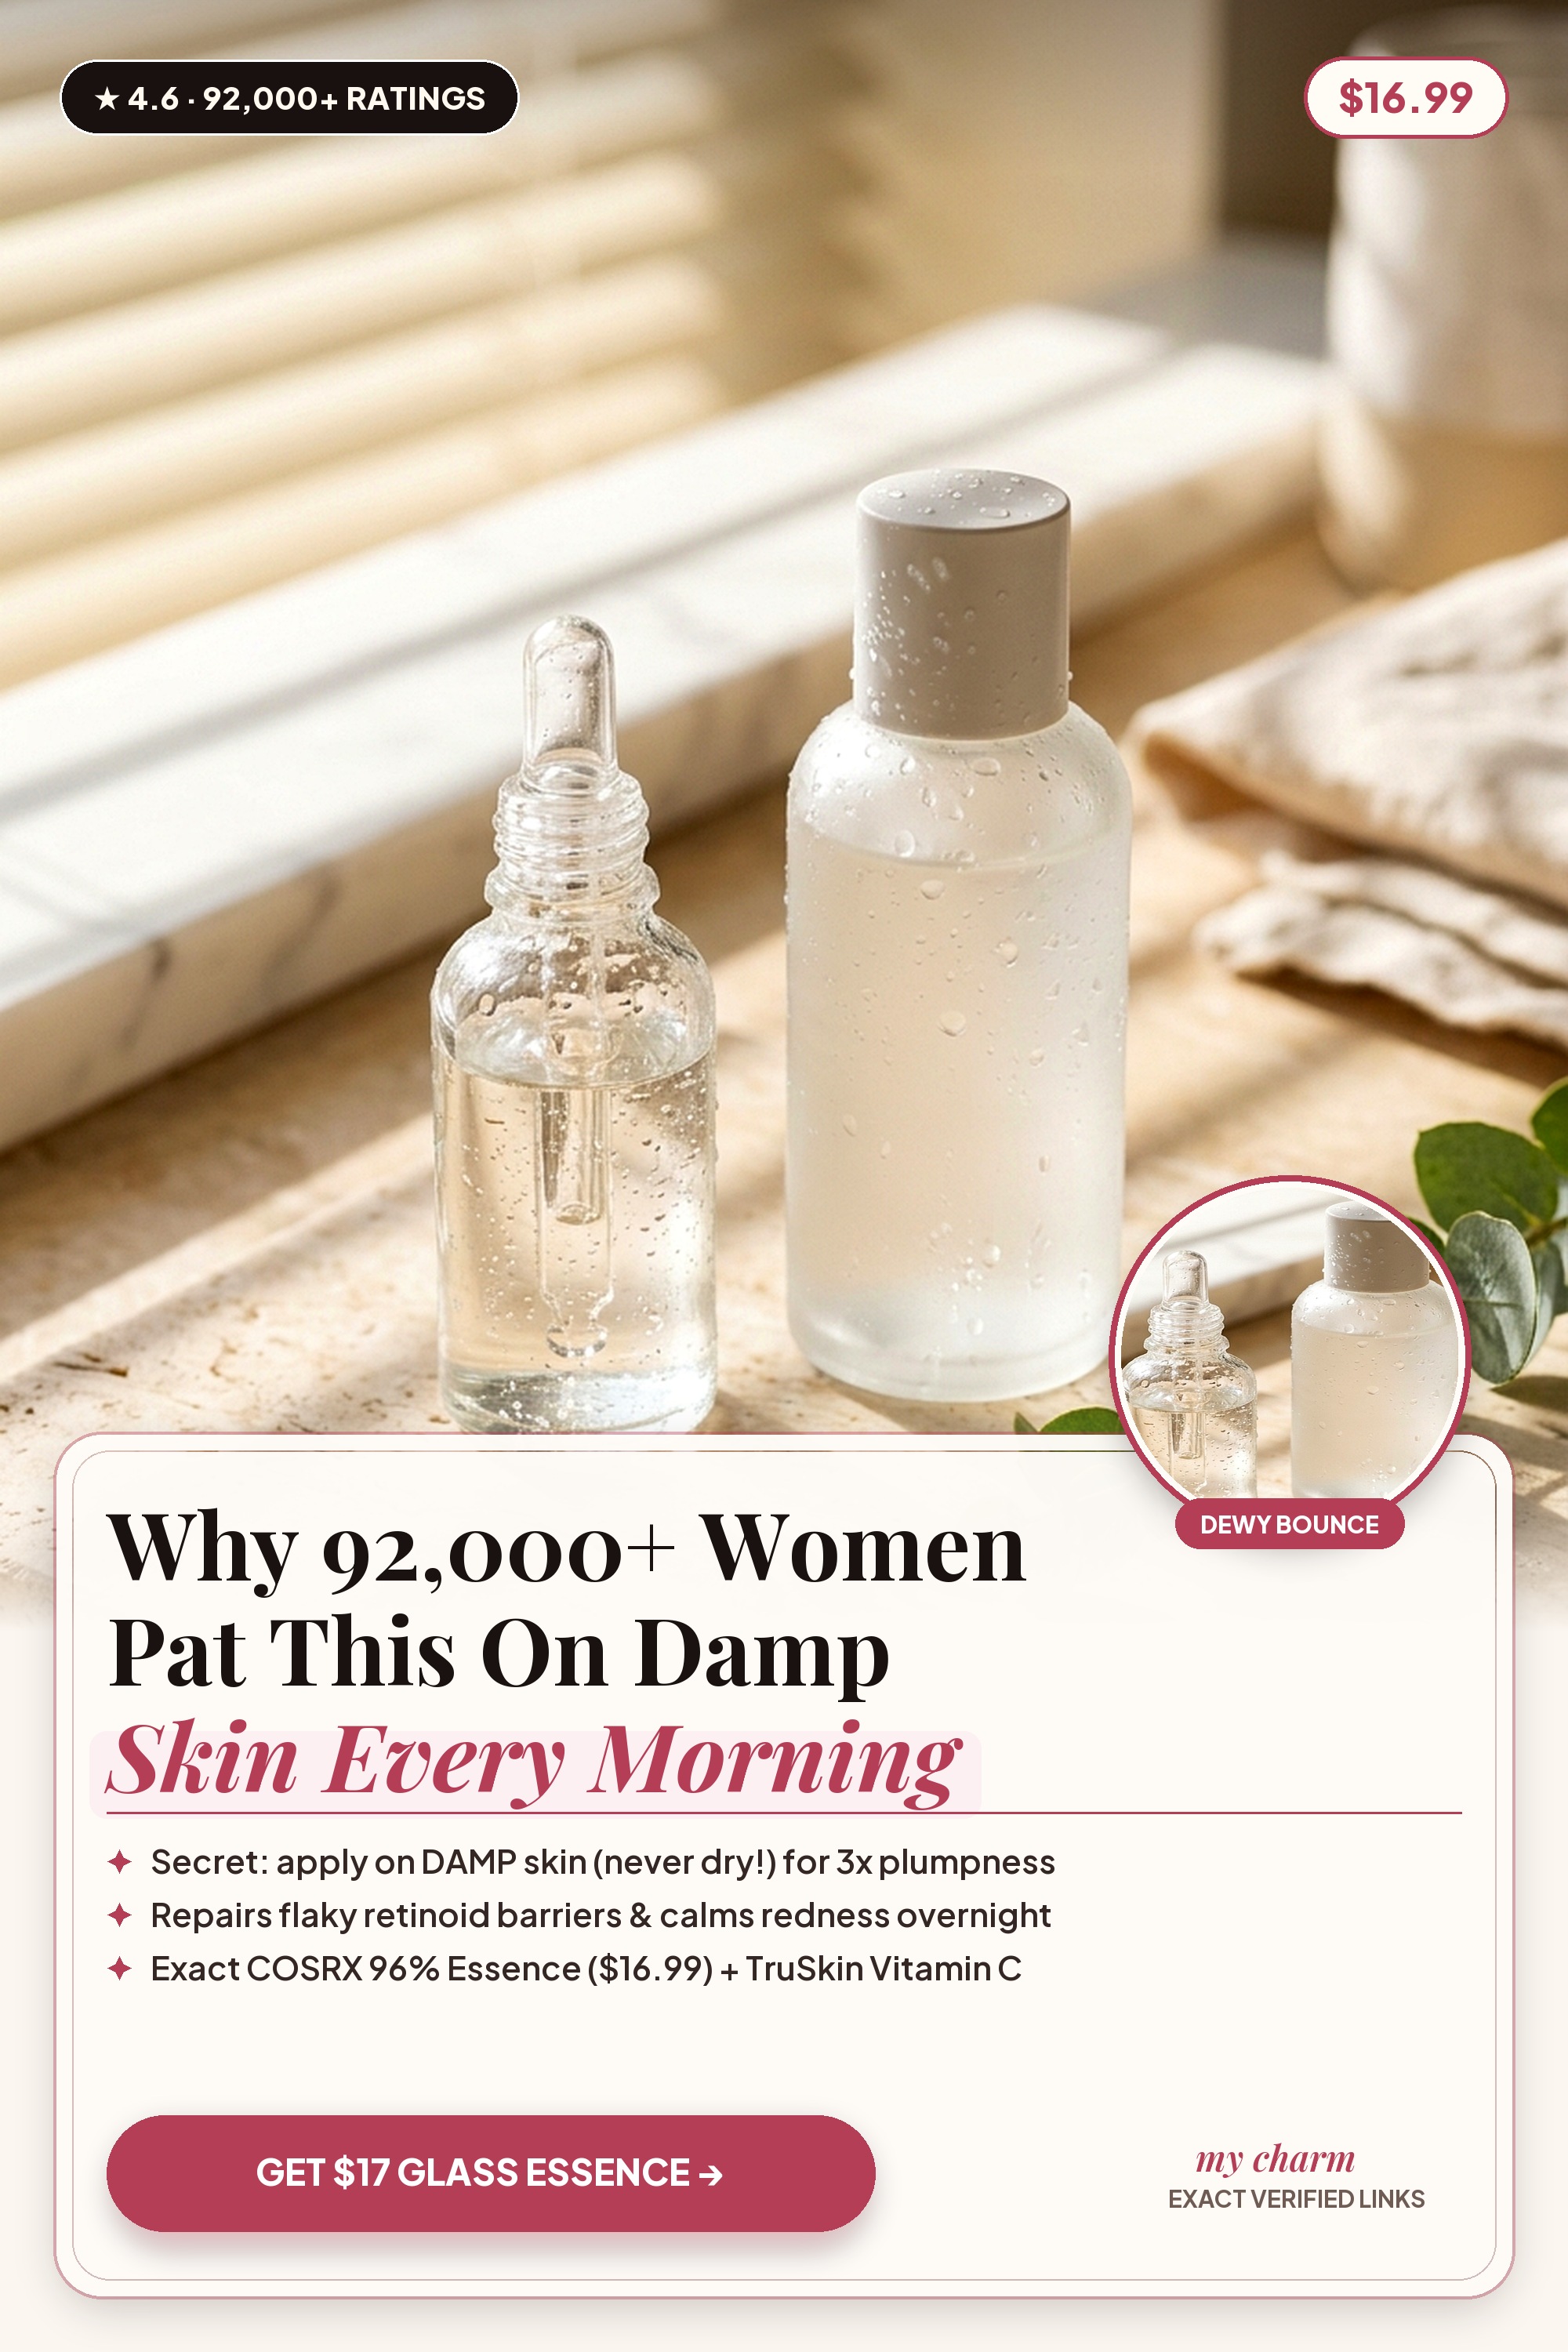 ★ 4.6 · 92,000+ RATINGS
$16.99
DEWY BOUNCE
Why 92,000+ Women
Pat This On Damp
Skin Every Morning
Secret: apply on DAMP skin (never dry!) for 3x plumpness
Repairs flaky retinoid barriers & calms redness overnight
Exact COSRX 96% Essence ($16.99) + TruSkin Vitamin C
GET $17 GLASS ESSENCE →
my charm
EXACT VERIFIED LINKS